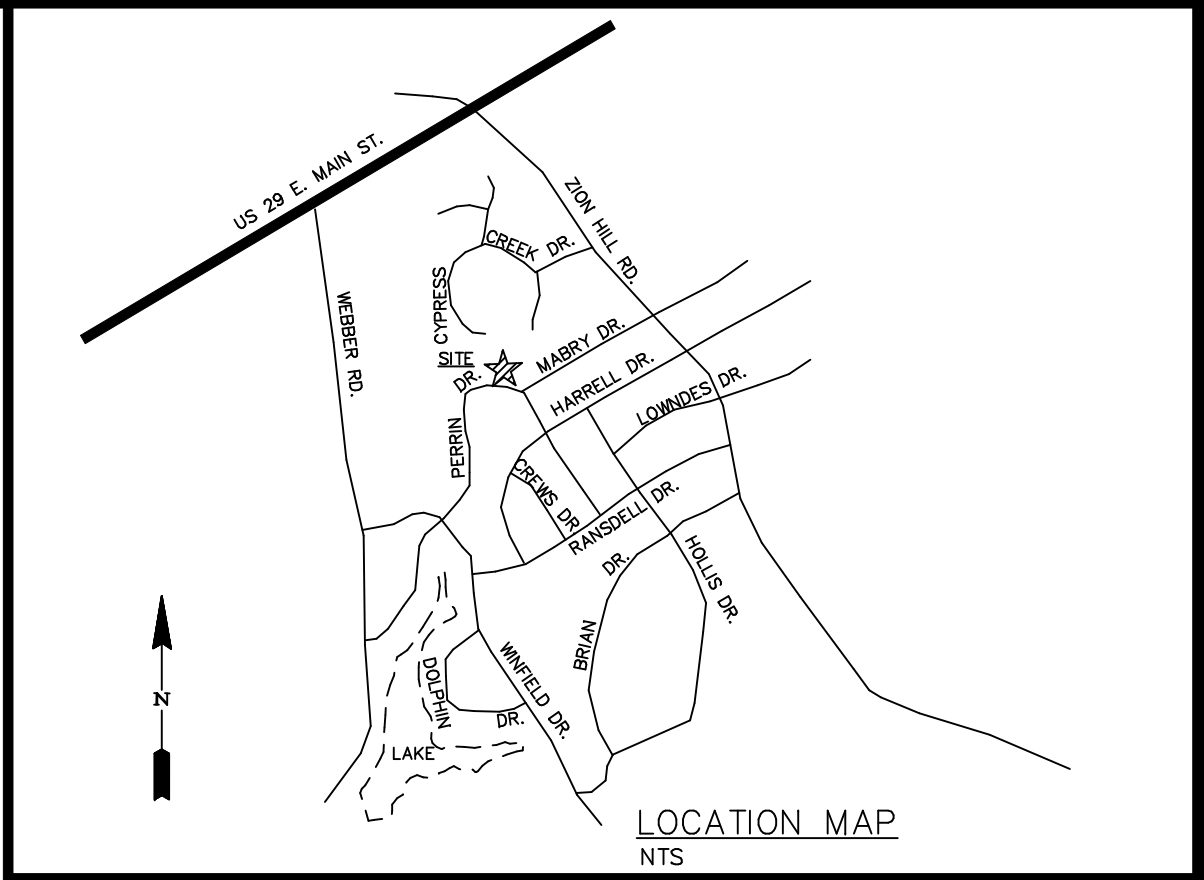 US 29 E. MAIN ST.
ZION HILL RD.
CREEK DR.
CYPRESS
WEBBER RD.
SITE
MABRY DR.
DR.
HARRELL DR.
LOWNDES DR.
PERRIN
CREWS DR
RANSDELL DR.
DR.
HOLLIS DR.
BRIAN
WINFIELD DR.
DOLPHIN
DR.
LAKE
N
LOCATION MAP
NTS